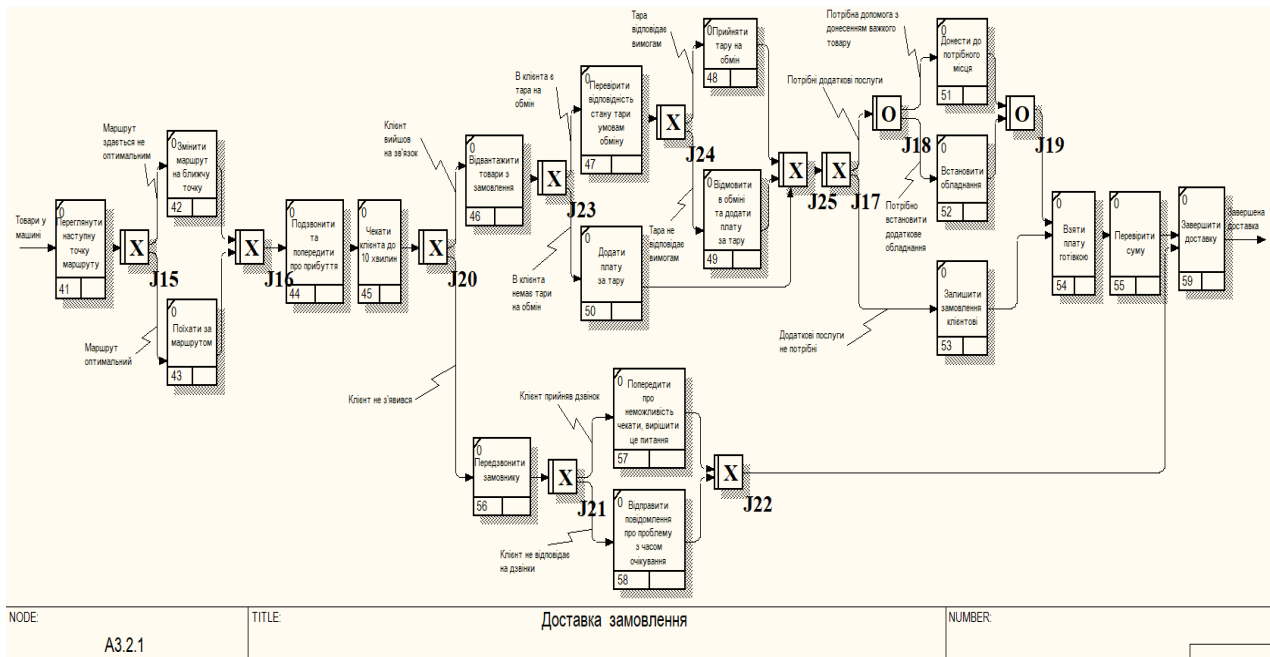 Товари у
машині
0
Переглянути
наступну
точку
маршруту
41
X
J15
Маршрут
здається не
оптимальним
Маршрут
оптимальний
0
Змінити
маршрут
на ближчу
точку
42
0
Поїхати за
маршрутом
43
X
J16
0
Подзвонити
та
попередити
про прибуття
44
0
Чекати
клієнта до
10 хвилин
45
X
J20
Клієнт
вийшов
на зв'язок
Клієнт не з'явився
0
Відвантажити
товари з
замовлення
46
X
J23
В клієнта є
тара на
обмін
В клієнта
немає тари
на обмін
0
Перевірити
відповідність
стану тари
умовам
обміну
47
0
Додати
плату
за тару
50
X
J24
Тара
відповідає
вимогам
Тара не
відповідає
вимогам
0
Прийняти
тару на
обмін
48
0
Відмовити
в обміні
та додати
плату
за тару
49
X
J25
X
J17
Потрібні додаткові послуги
Додаткові послуги
не потрібні
O
J18
Потрібна допомога з
донесенням важкого
товару
Потрібно
встановити
додаткове
обладнання
0
Донести до
потрібного
місця
51
0
Встановити
обладнання
52
0
Залишити
замовлення
клієнтові
53
O
J19
0
Взяти
плату
готівкою
54
0
Перевірити
суму
55
0
Завершити
доставку
59
Завершена
доставка
0
Передзвонити
замовнику
56
X
J21
Клієнт прийняв дзвінок
Клієнт не відповідає
на дзвінки
0
Попередити
про
неможливість
чекати, вирішити
це питання
57
0
Відправити
повідомлення
про проблему
з часом
очікування
58
X
J22
NODE:
A3.2.1
TITLE:
Доставка замовлення
NUMBER: